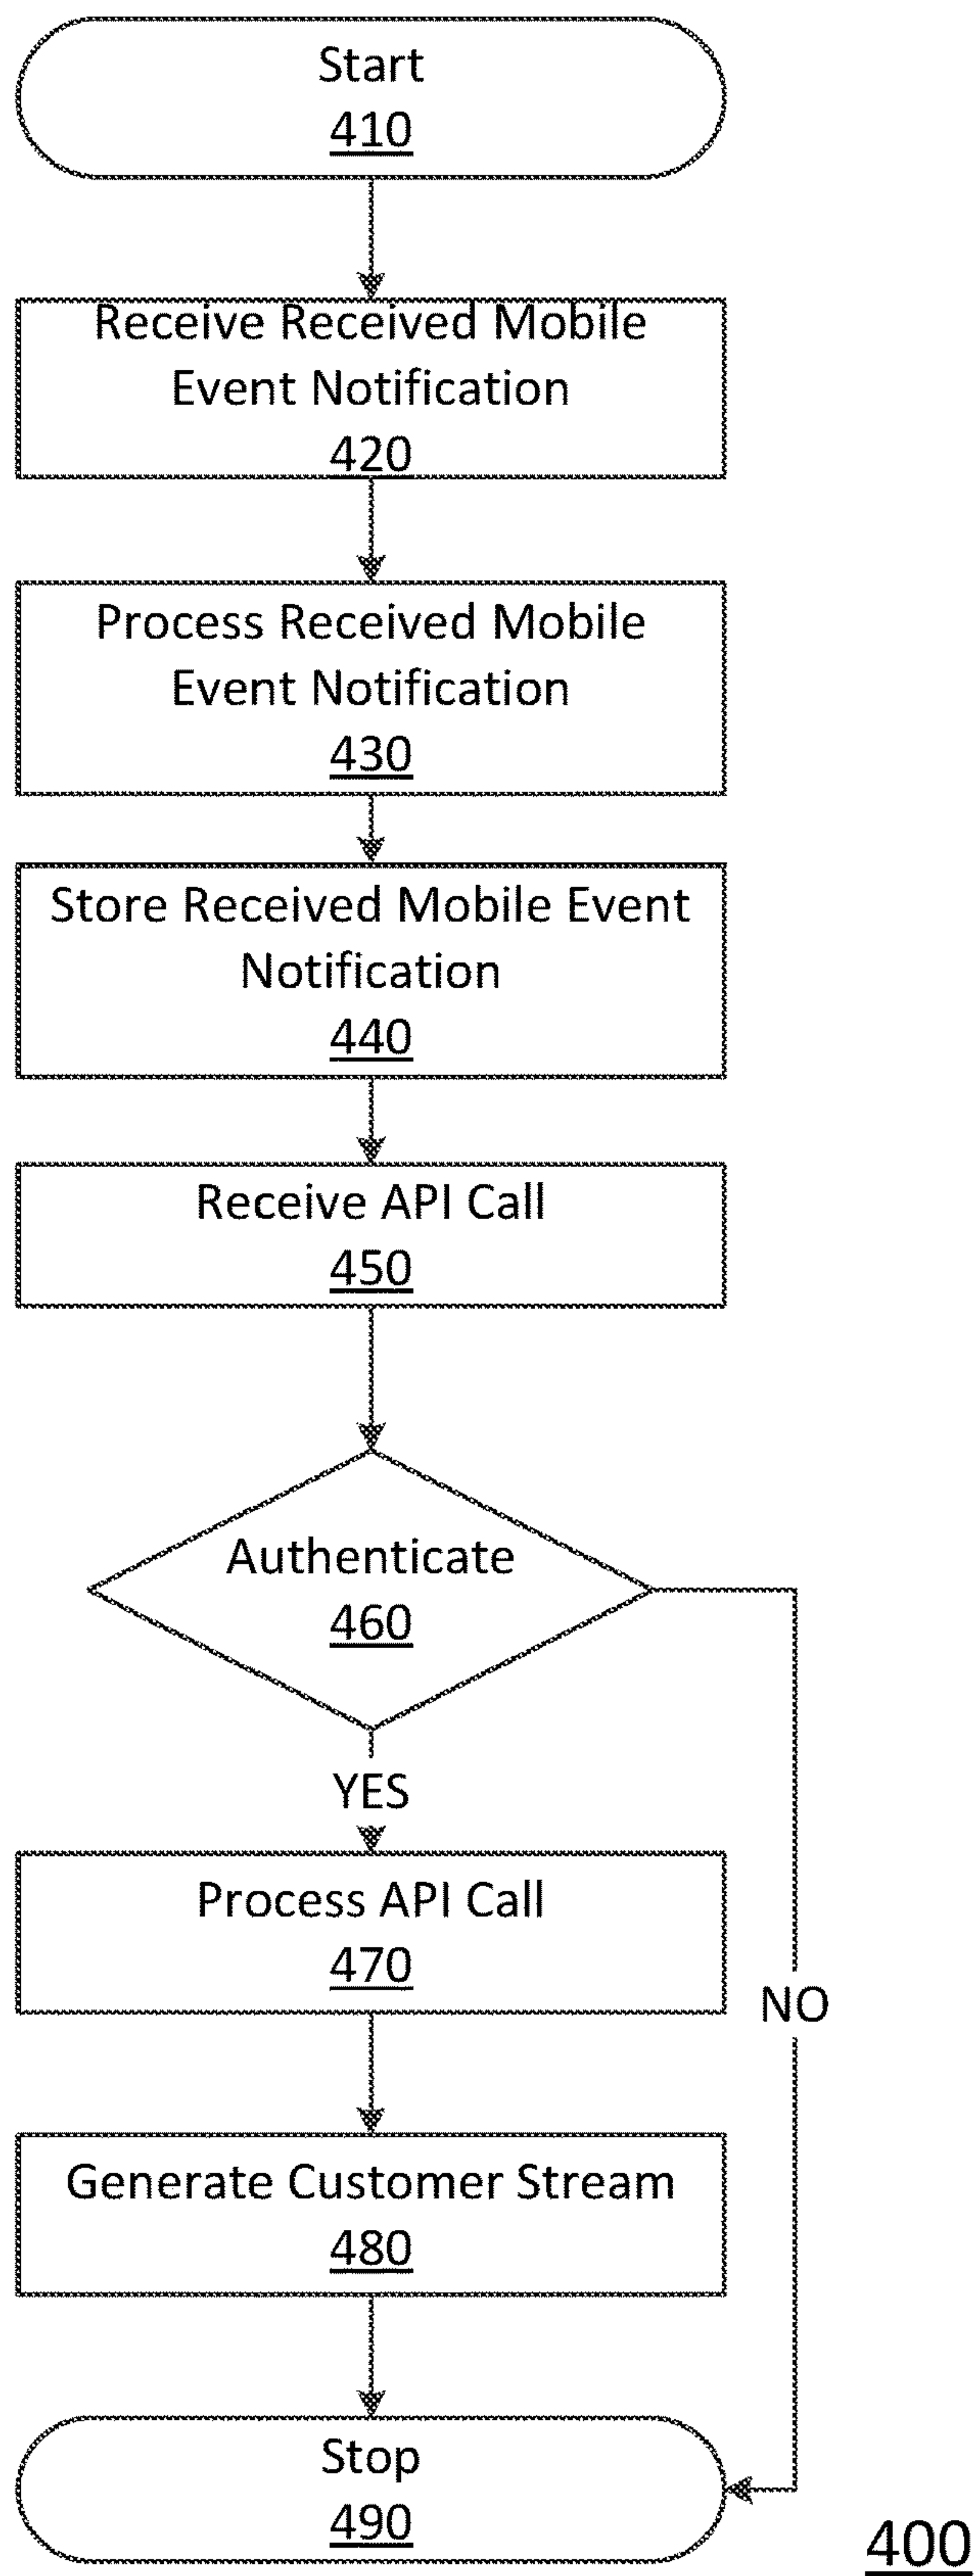 Start
410
Receive Received Mobile
Event Notification
420
Process Received Mobile
Event Notification
430
Store Received Mobile Event
Notification
440
Receive API Call
450
Authenticate
460
YES
Process API Call
470
NO
Generate Customer Stream
480
Stop
490
400